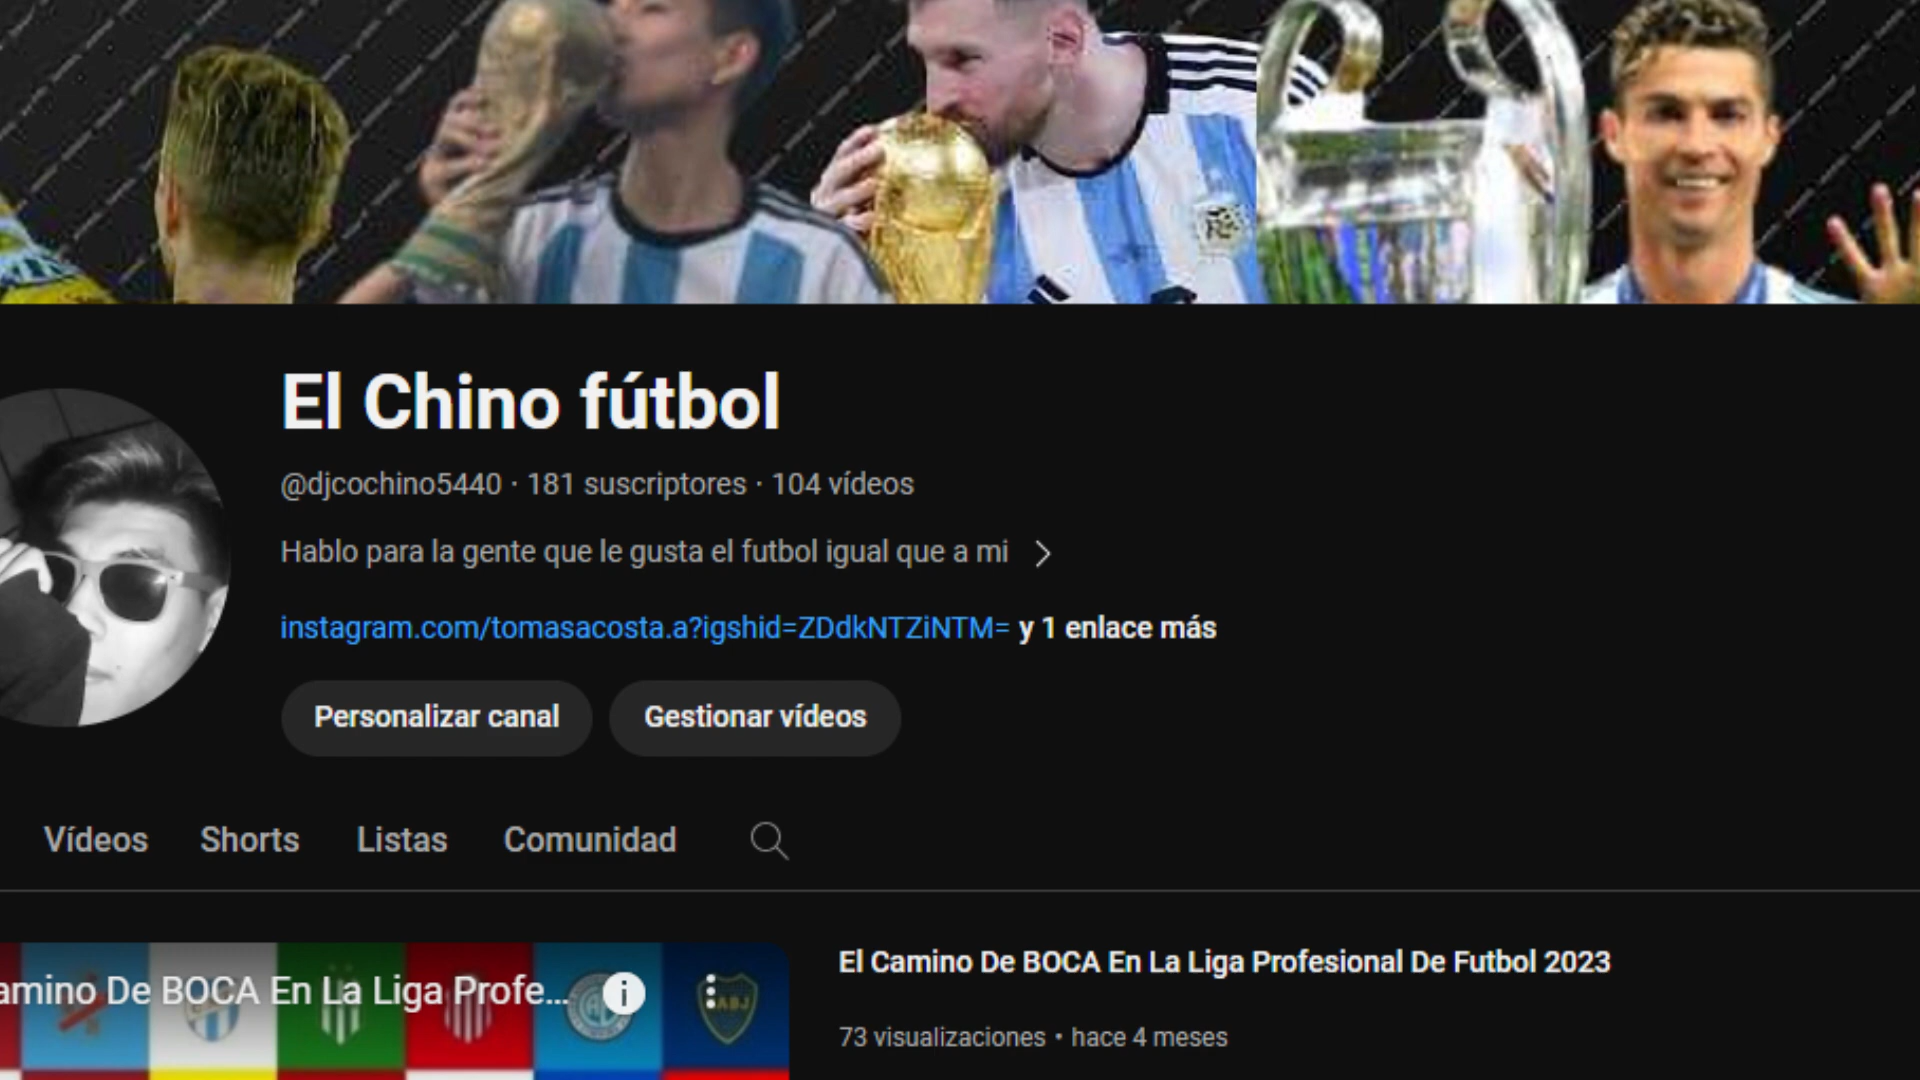 El Chino fútbol
@djcochino5440 · 181 suscriptores · 104 vídeos
Hablo para la gente que le gusta el futbol igual que a mi
instagram.com/tomasacosta.a?igshid=ZDdkNTZiNTM= y 1 enlace más
Personalizar canal
Gestionar vídeos
Vídeos Shorts Listas Comunidad
amino De BOCA En La Liga Profe...
El Camino De BOCA En La Liga Profesional De Futbol 2023
73 visualizaciones • hace 4 meses